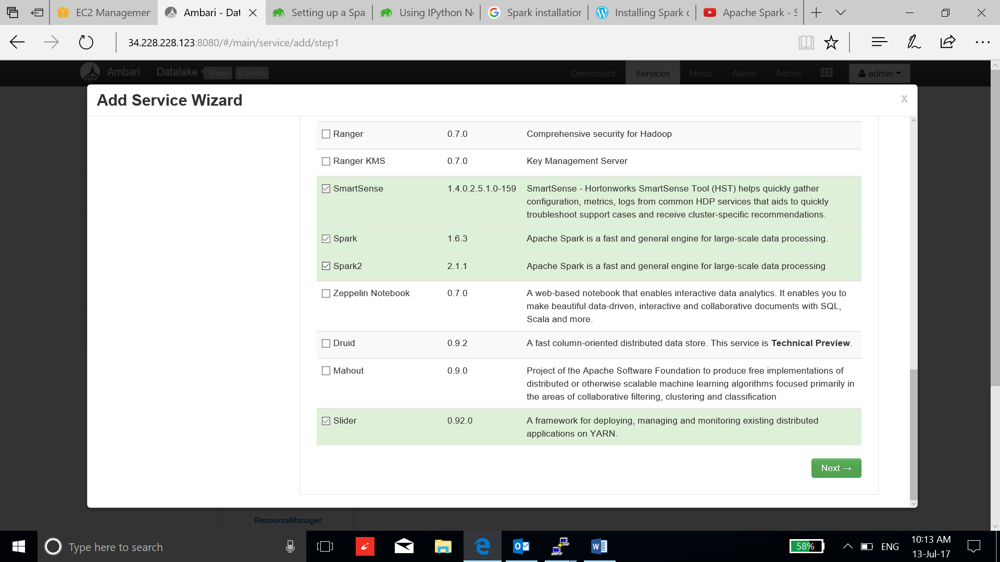 EC2 Managemer
Ambari - Dat
Setting up a Spa
Using IPython N
Spark installatior
Installing Spark c
Apache Spark - S
34.228.228.123:8080/#/main/service/add/step1
Ambari
Datalake
0 ops
0 alerts
Dashboard
Services
Hosts
Alerts
Admin
admin
Add Service Wizard
x
Ranger 0.7.0 Comprehensive security for Hadoop
Ranger KMS 0.7.0 Key Management Server
SmartSense 1.4.0.2.5.1.0-159 SmartSense - Hortonworks SmartSense Tool (HST) helps quickly gather
configuration, metrics, logs from common HDP services that aids to quickly
troubleshoot support cases and receive cluster-specific recommendations.
Spark 1.6.3 Apache Spark is a fast and general engine for large-scale data processing.
Spark2 2.1.1 Apache Spark is a fast and general engine for large-scale data processing
Zeppelin Notebook 0.7.0 A web-based notebook that enables interactive data analytics. It enables you to
make beautiful data-driven, interactive and collaborative documents with SQL,
Scala and more.
Druid 0.9.2 A fast column-oriented distributed data store. This service is Technical Preview.
Mahout 0.9.0 Project of the Apache Software Foundation to produce free implementations of
distributed or otherwise scalable machine learning algorithms focused primarily in
the areas of collaborative filtering, clustering and classification
Slider 0.92.0 A framework for deploying, managing and monitoring existing distributed
applications on YARN.
Next →
ResourceManager
Type here to search
58%
ENG
10:13 AM
13-Jul-17